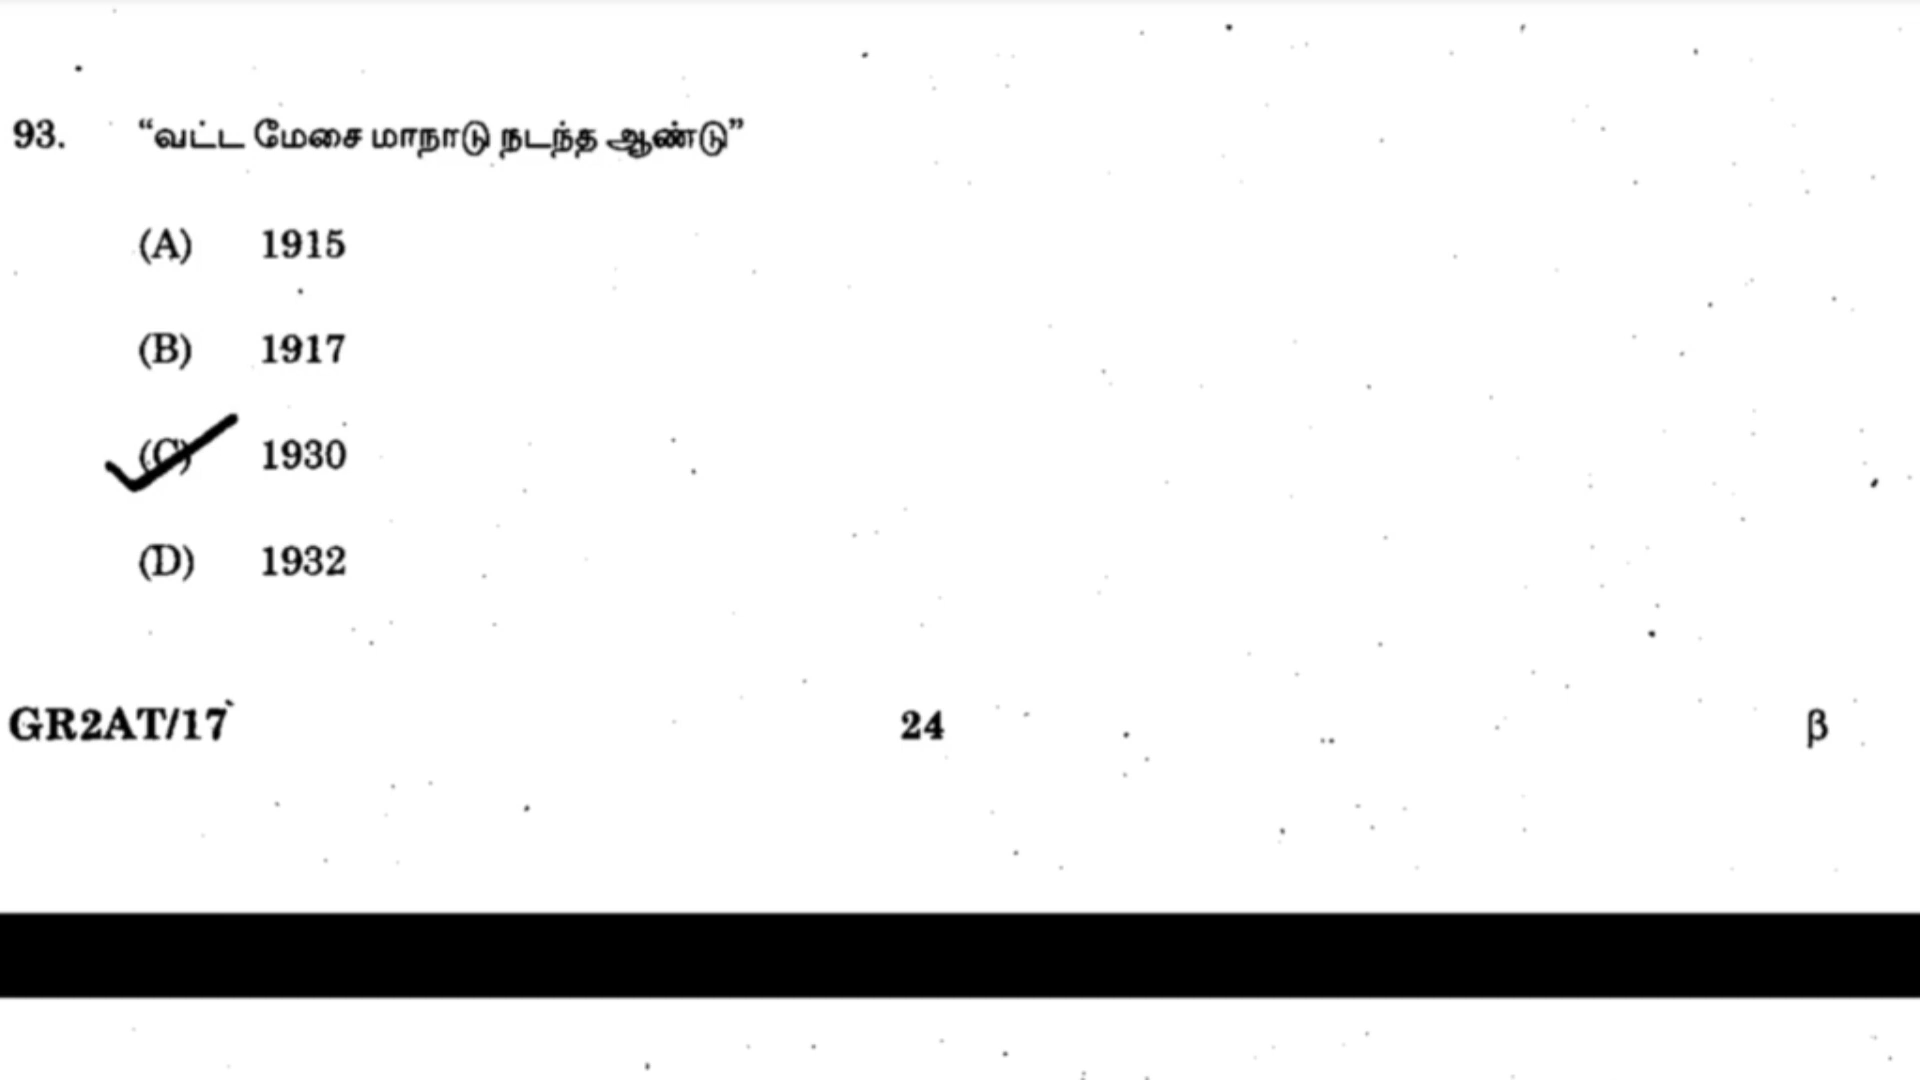 93. “வட்ட மேசை மாநாடு நடந்த ஆண்டு”
(A) 1915
(B) 1917
(C) 1930
(D) 1932
GR2AT/17 24 β